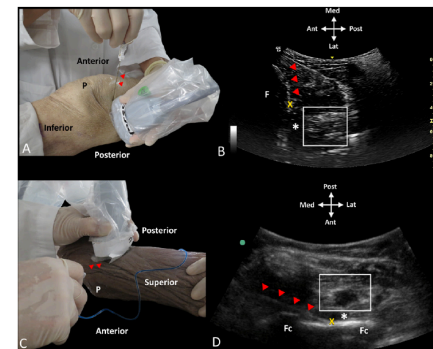 Anterior
P
Inferior
Posterior
A
Med
Ant
Post
Lat
F
X
*
B
Posterior
P
Superior
Anterior
C
Post
Med
Lat
Ant
*
X
Fc
Fc
D